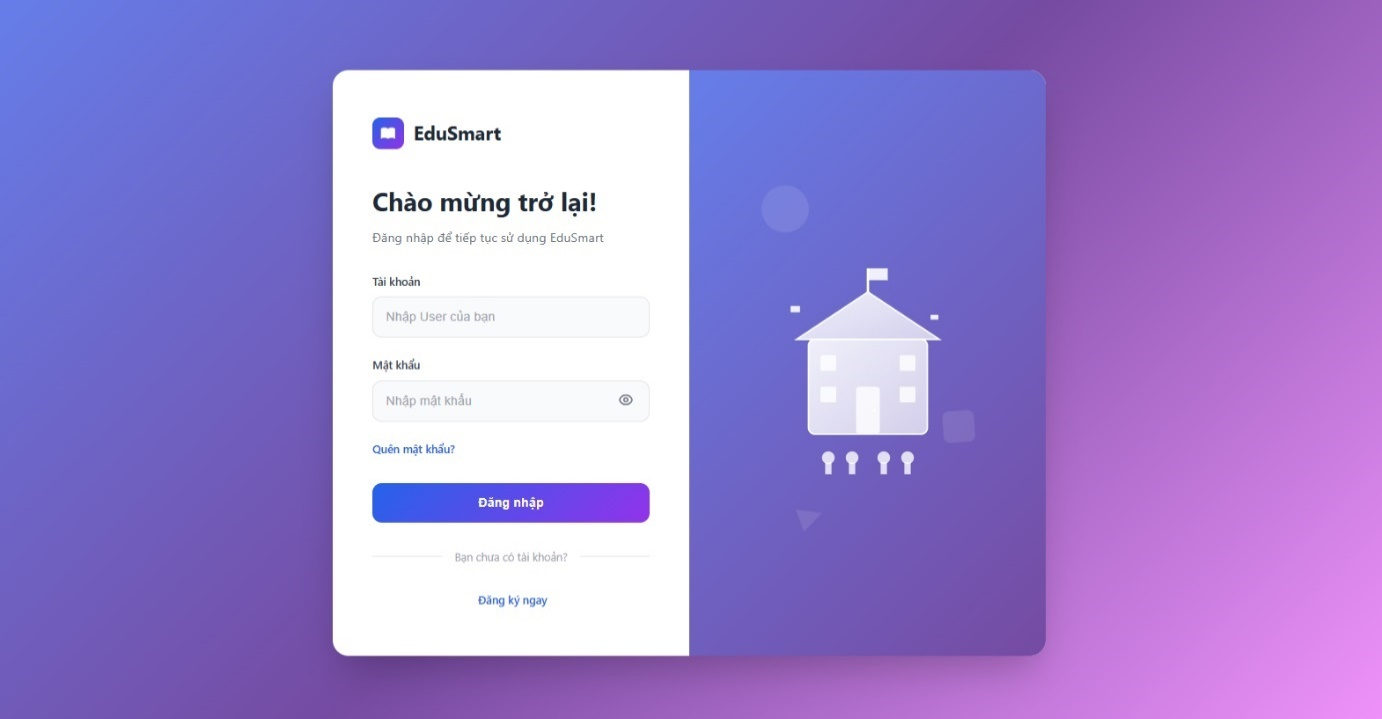 EduSmart
Chào mừng trở lại!
Đăng nhập để tiếp tục sử dụng EduSmart
Tài khoản
Nhập User của bạn
Mật khẩu
Nhập mật khẩu
Quên mật khẩu?
Đăng nhập
Bạn chưa có tài khoản?
Đăng ký ngay